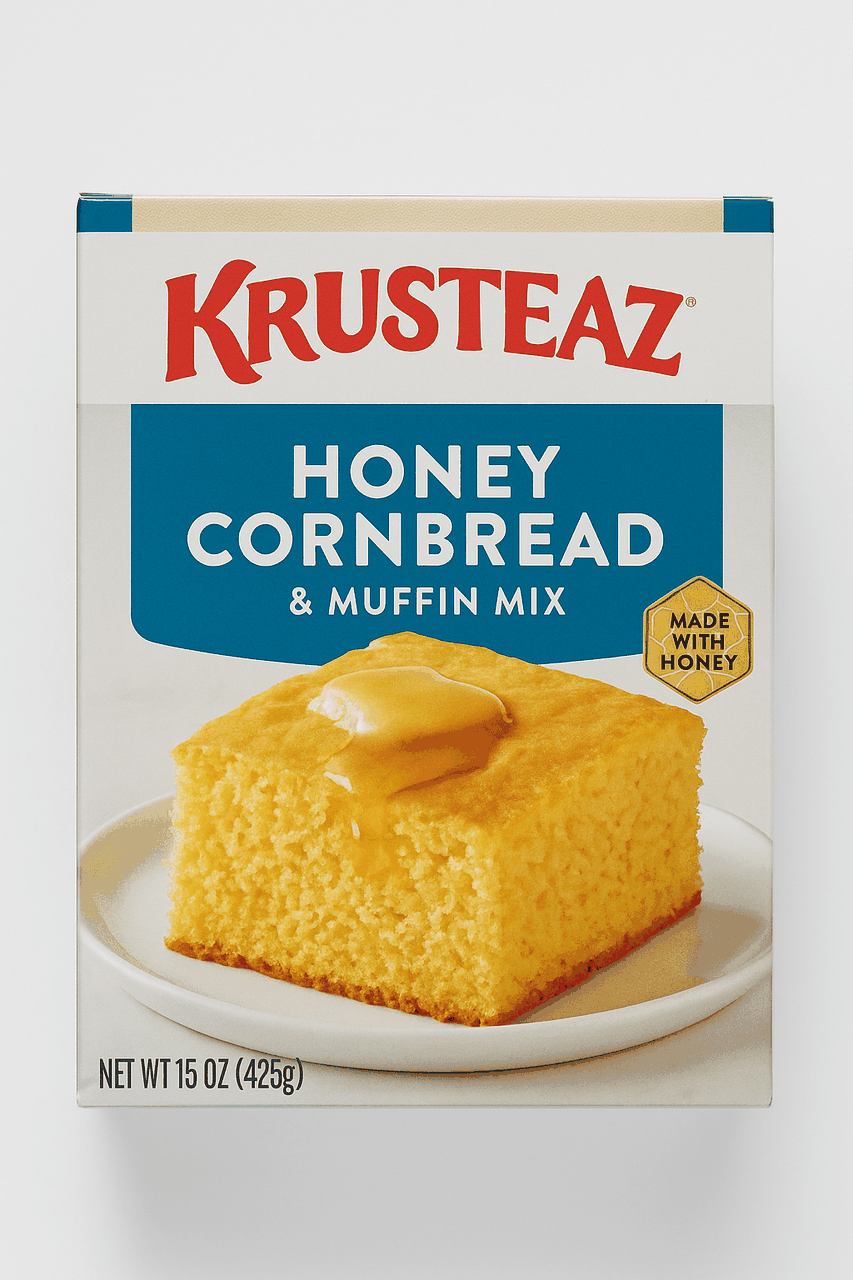 KRUSTEAZ®
HONEY
CORNBREAD
& MUFFIN MIX
MADE
WITH
HONEY
NET WT 15 OZ (425g)